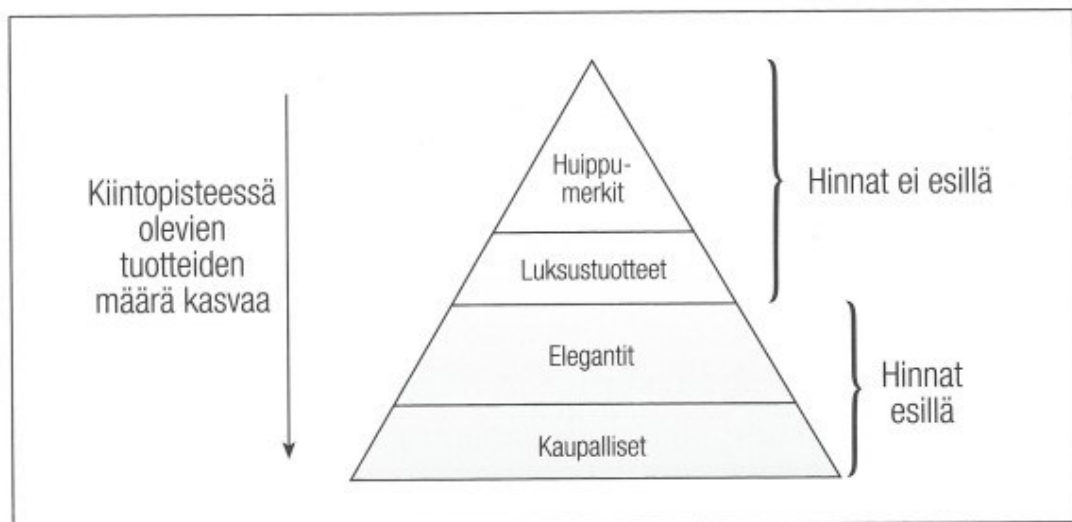 Kiintopisteessä
olevien
tuotteiden
määrä kasvaa
Huippu-
merkit
Luksustuotteet
Elegantit
Kaupalliset
Hinnat ei esillä
Hinnat
esillä